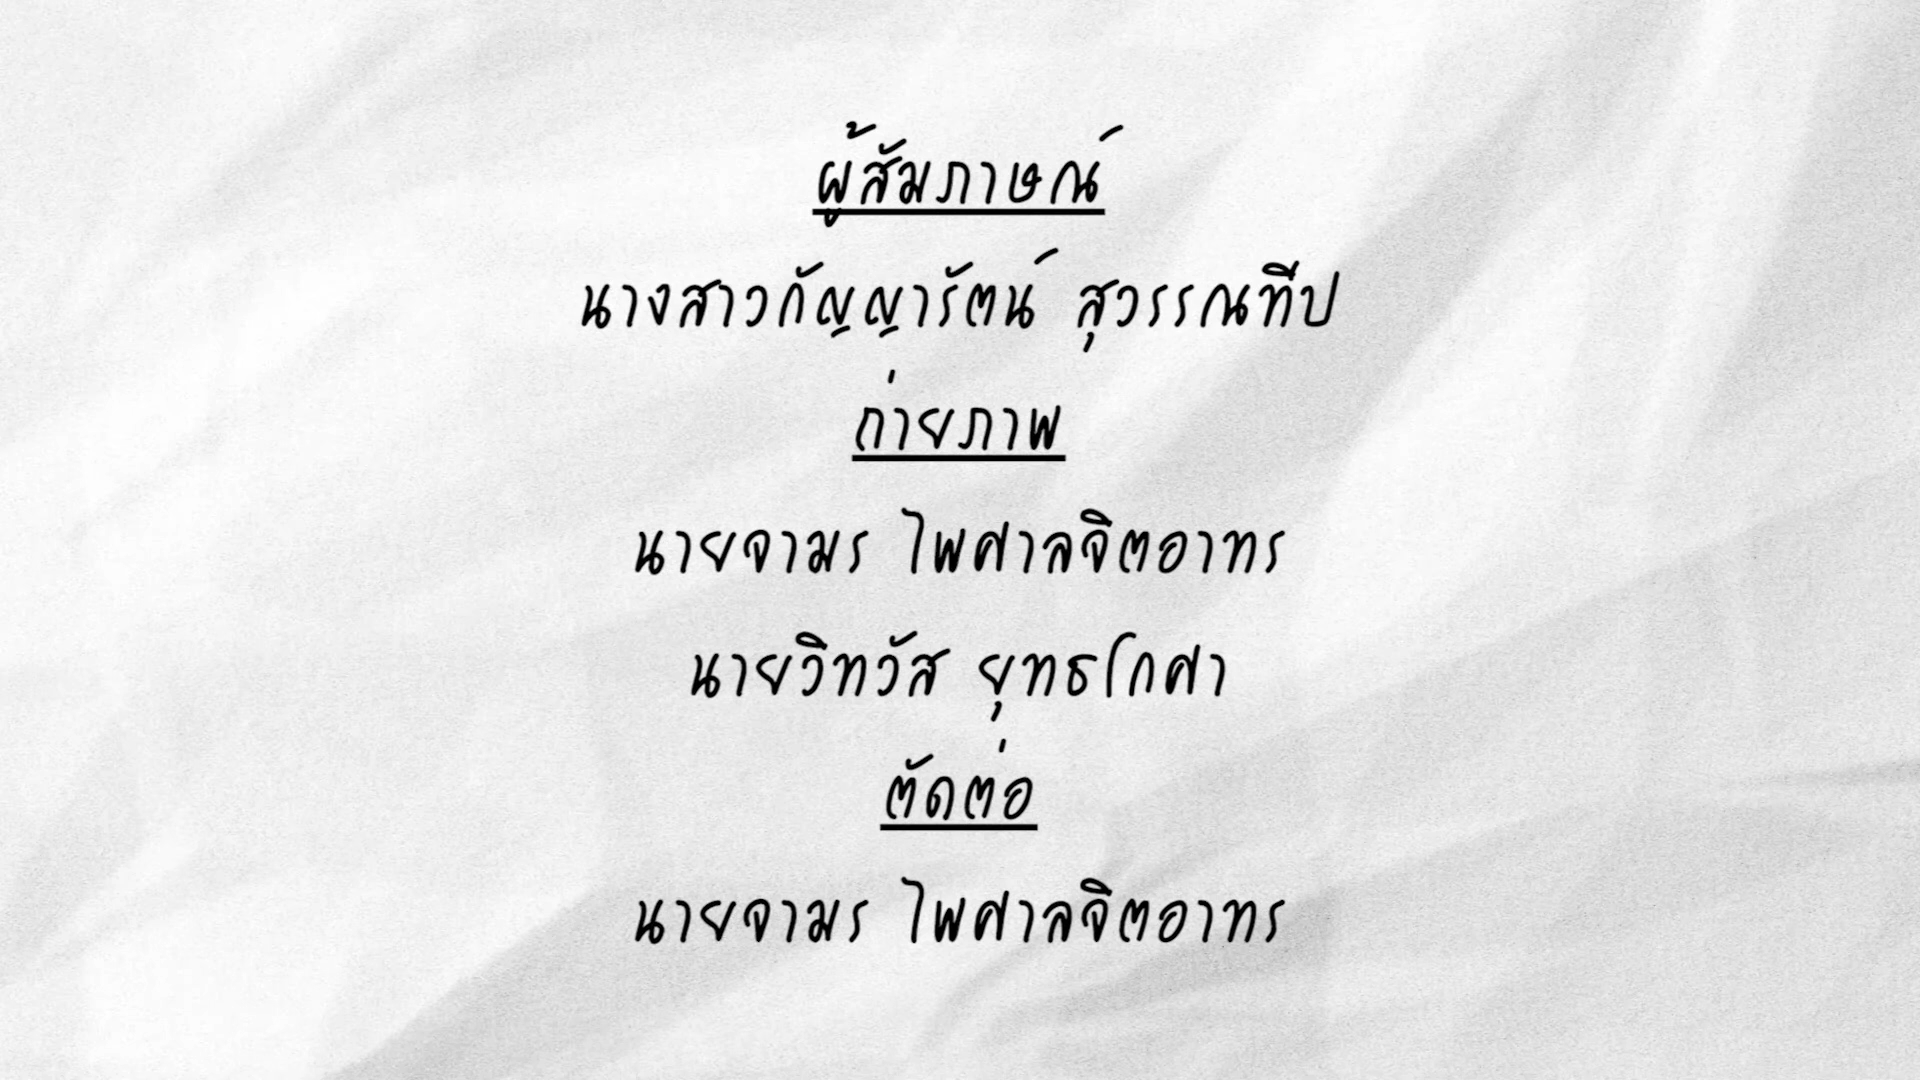 ผู้สัมภาษณ์
นางสาวกัญญารัตน์ สุวรรณทีป
ถ่ายภาพ
นายจามร ไพศาลจิตอาทร
นายวิทวัส ยุทธโกศา
ตัดต่อ
นายจามร ไพศาลจิตอาทร